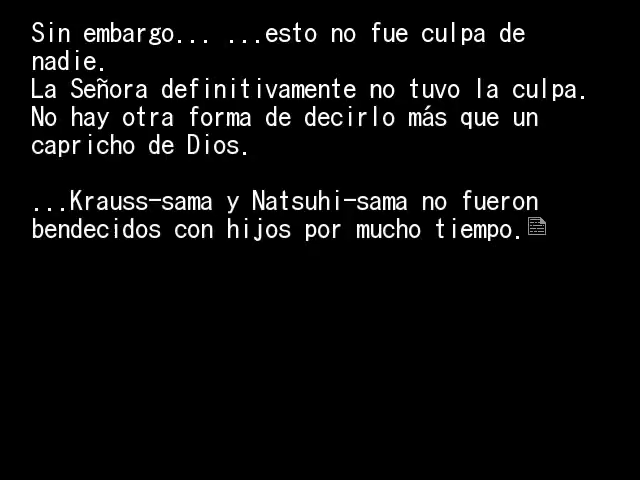 Sin embargo... ...esto no fue culpa de
nadie.
La Señora definitivamente no tuvo la culpa.
No hay otra forma de decirlo más que un
capricho de Dios.
...Krauss-sama y Natsuhi-sama no fueron
bendecidos con hijos por mucho tiempo.